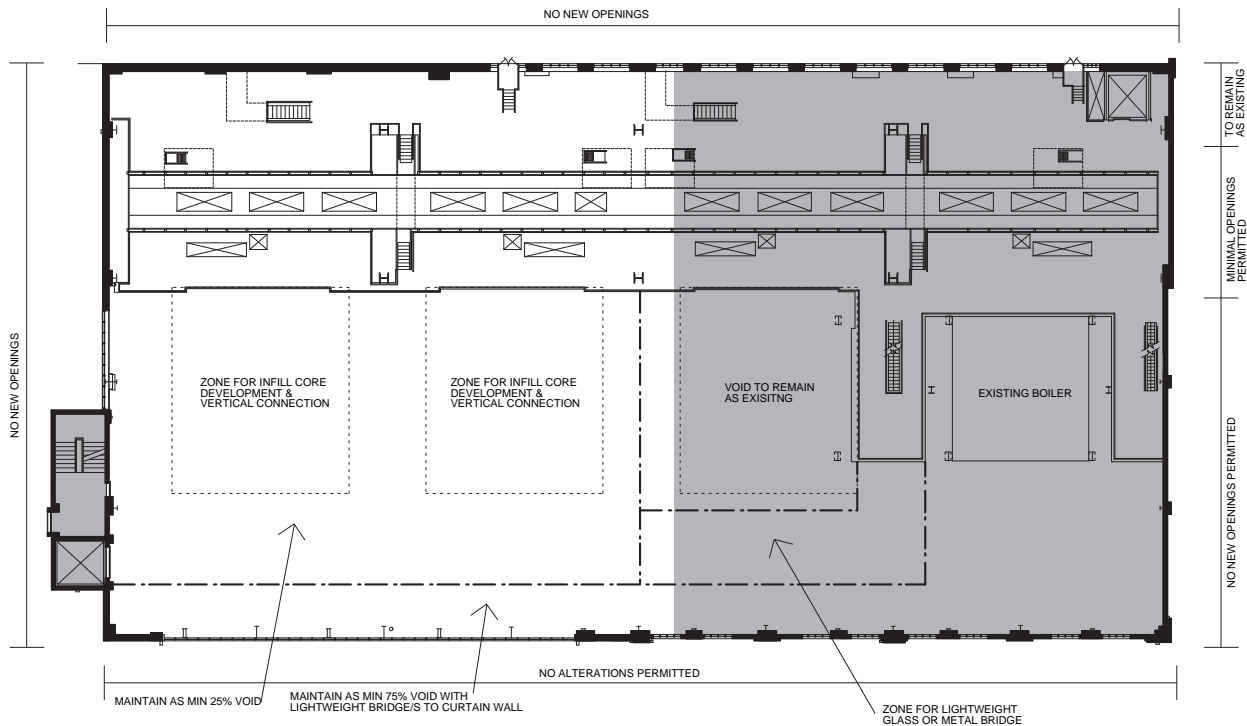 NO NEW OPENINGS
TO REMAIN
AS EXISTING
MINIMAL OPENINGS
PERMITTED
NO NEW OPENINGS
ZONE FOR INFILL CORE
DEVELOPMENT &
VERTICAL CONNECTION
ZONE FOR INFILL CORE
DEVELOPMENT &
VERTICAL CONNECTION
VOID TO REMAIN
AS EXISITNG
EXISTING BOILER
NO NEW OPENINGS PERMITTED
NO ALTERATIONS PERMITTED
MAINTAIN AS MIN 25% VOID
MAINTAIN AS MIN 75% VOID WITH
LIGHTWEIGHT BRIDGE/S TO CURTAIN WALL
ZONE FOR LIGHTWEIGHT
GLASS OR METAL BRIDGE